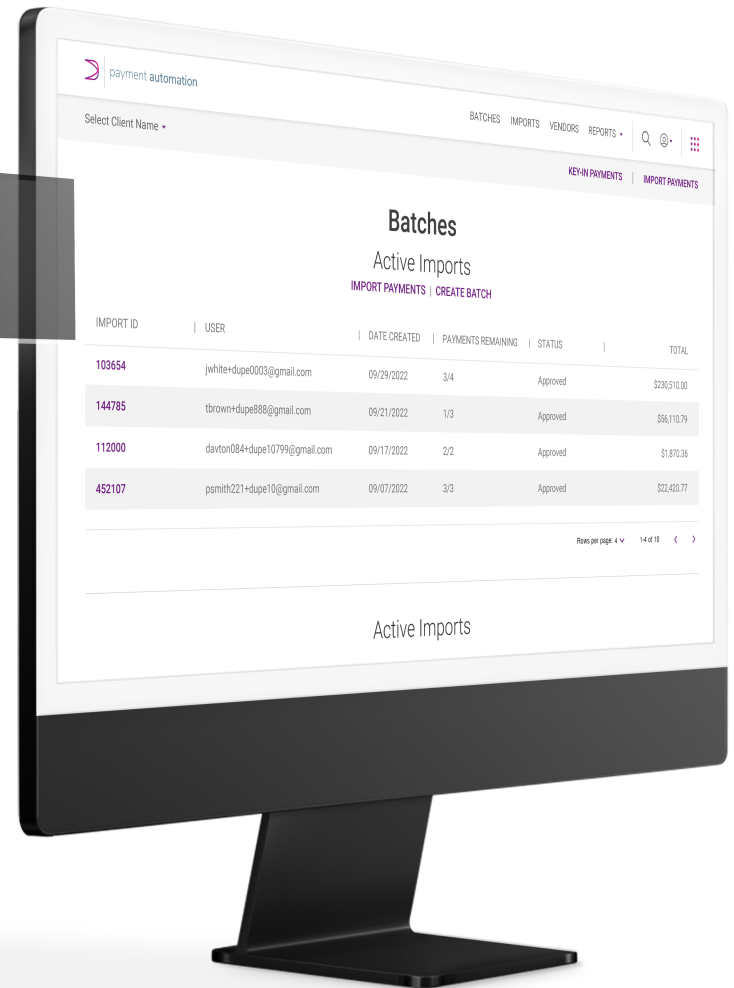 payment automation
BATCHES IMPORTS VENDORS REPORTS
Select Client Name
KEY-IN PAYMENTS | IMPORT PAYMENTS
Batches
Active Imports
IMPORT PAYMENTS | CREATE BATCH
IMPORT ID | USER | DATE CREATED | PAYMENTS REMAINING | STATUS | TOTAL
103654 jwhite+dupe0003@gmail.com 09/29/2022 3/4 Approved $230,510.00
144785 tbrown+dupe888@gmail.com 09/21/2022 1/3 Approved $56,110.79
112000 davton084+dupe10799@gmail.com 09/17/2022 2/2 Approved $1,870.36
452107 psmith221+dupe10@gmail.com 09/07/2022 3/3 Approved $22,420.77
Rows per page: 4 1-4 of 10
Active Imports